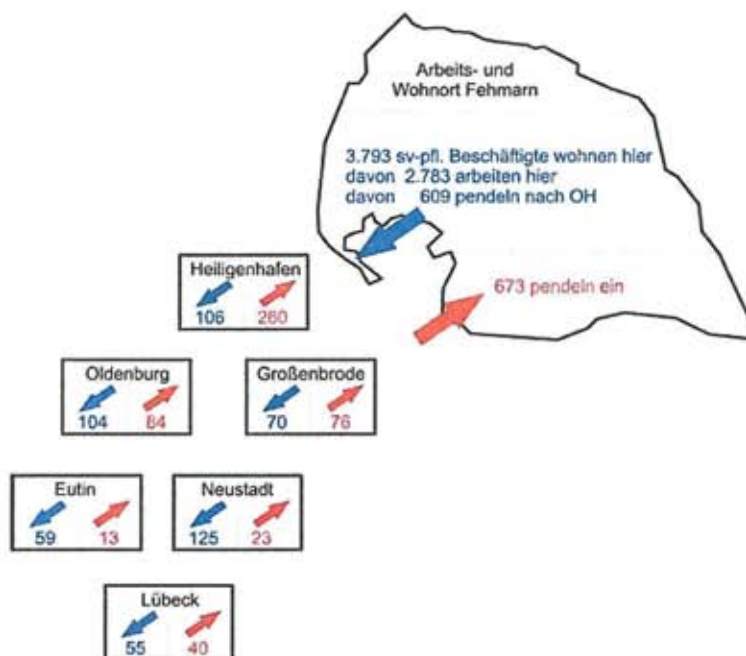 Arbeits- und
Wohnort Fehmarn
3.793 sv-pfl. Beschäftigte wohnen hier
davon 2.783 arbeiten hier
davon 609 pendeln nach OH
673 pendeln ein
Heiligenhafen
106 260
Oldenburg
104 84
Großenbrode
70 76
Eutin
59 13
Neustadt
125 23
Lübeck
55 40